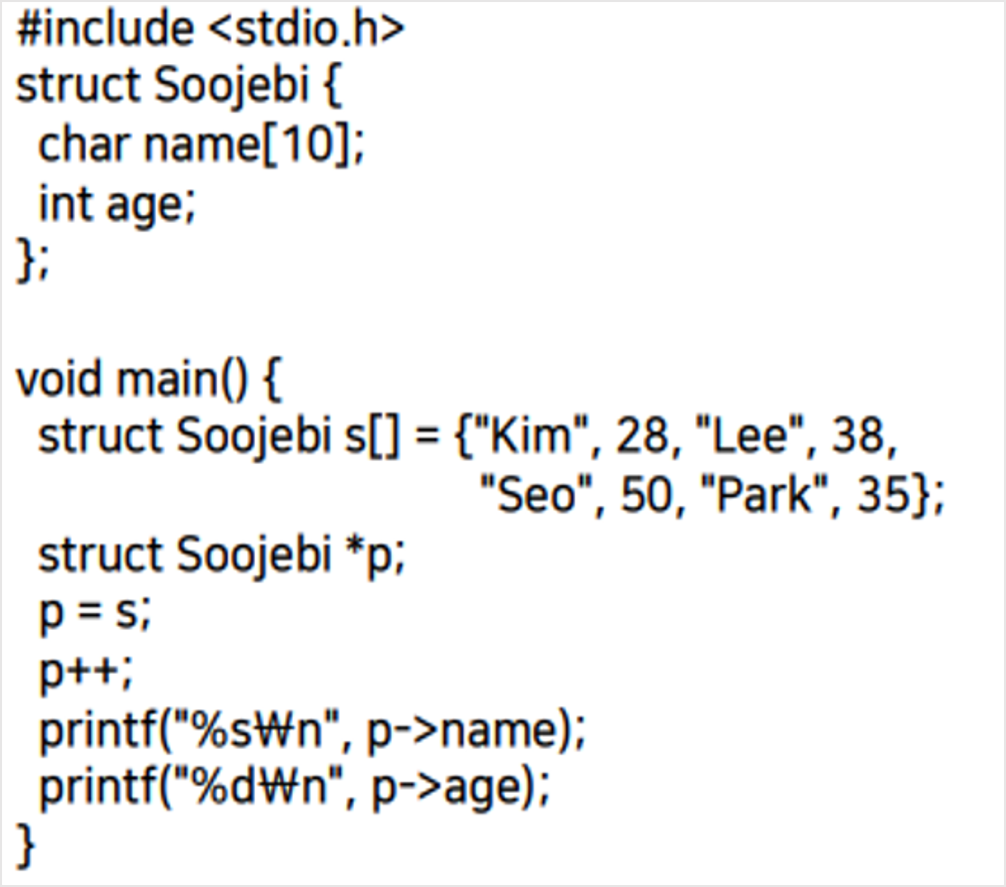 #include <stdio.h>
struct Soojebi {
  char name[10];
  int age;
};

void main() {
  struct Soojebi s[] = {"Kim", 28, "Lee", 38,
                        "Seo", 50, "Park", 35};
  struct Soojebi *p;
  p = s;
  p++;
  printf("%s₩n", p->name);
  printf("%d₩n", p->age);
}